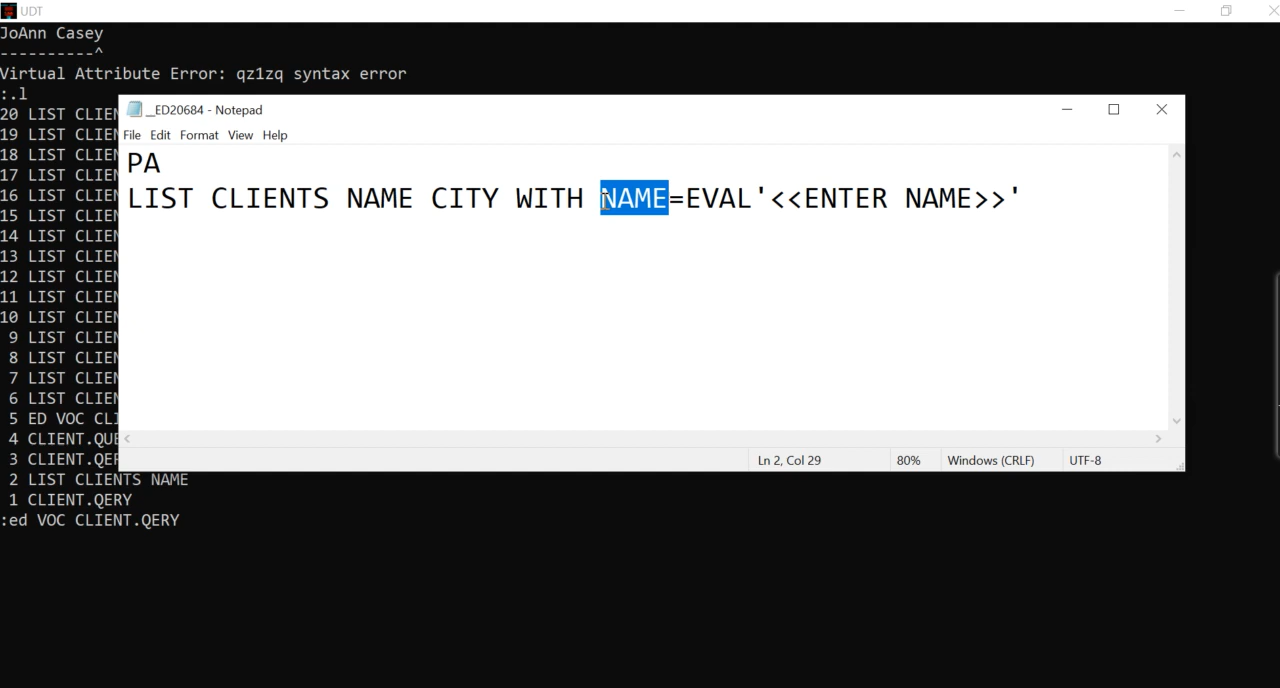 UDT
JoAnn Casey
----------^
Virtual Attribute Error: qz1zq syntax error
:.l
20 LIST CLIEN
19 LIST CLIEN
18 LIST CLIEN
17 LIST CLIEN
16 LIST CLIEN
15 LIST CLIEN
14 LIST CLIEN
13 LIST CLIEN
12 LIST CLIEN
11 LIST CLIEN
10 LIST CLIEN
9 LIST CLIEN
8 LIST CLIEN
7 LIST CLIEN
6 LIST CLIEN
5 ED VOC CLI
4 CLIENT.QUE
3 CLIENT.QER
2 LIST CLIENTS NAME
1 CLIENT.QERY
:ed VOC CLIENT.QERY
__ED20684 - Notepad
File Edit Format View Help
PA
LIST CLIENTS NAME CITY WITH NAME=EVAL'<<ENTER NAME>>'
Ln 2, Col 29 80% Windows (CRLF) UTF-8